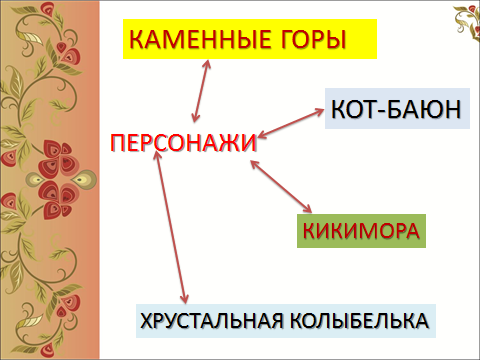 КАМЕННЫЕ ГОРЫ
КОТ-БАЮН
ПЕРСОНАЖИ
КИКИМОРА
ХРУСТАЛЬНАЯ КОЛЫБЕЛЬКА